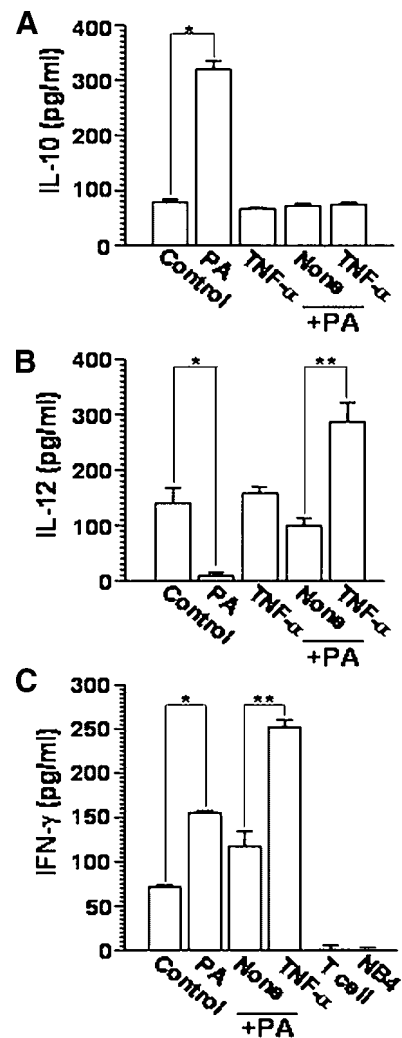 A
IL-10 (pg/ml)
400
300
200
100
0
*
Control
PA
TNF-α
None
TNF-α
+PA
B
IL-12 (pg/ml)
400
300
200
100
0
*
**
Control
PA
TNF-α
None
TNF-α
+PA
C
IFN-γ (pg/ml)
300
250
200
150
100
50
0
*
**
Control
PA
None
TNF-α
T cell
NB4
+PA